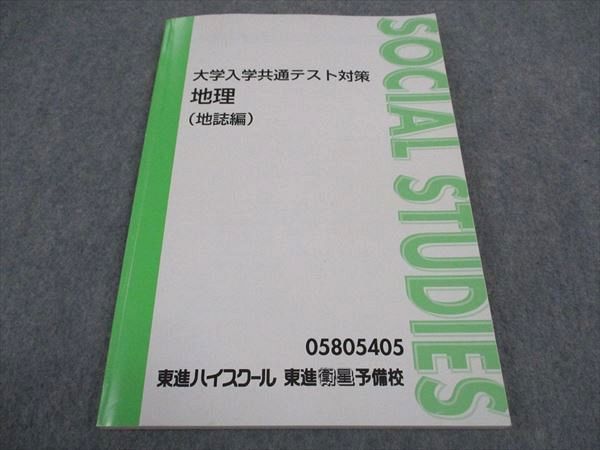 大学入学共通テスト対策
地理
(地誌編)
SOCIAL STUDIES
05805405
東進ハイスクール 東進衛星予備校